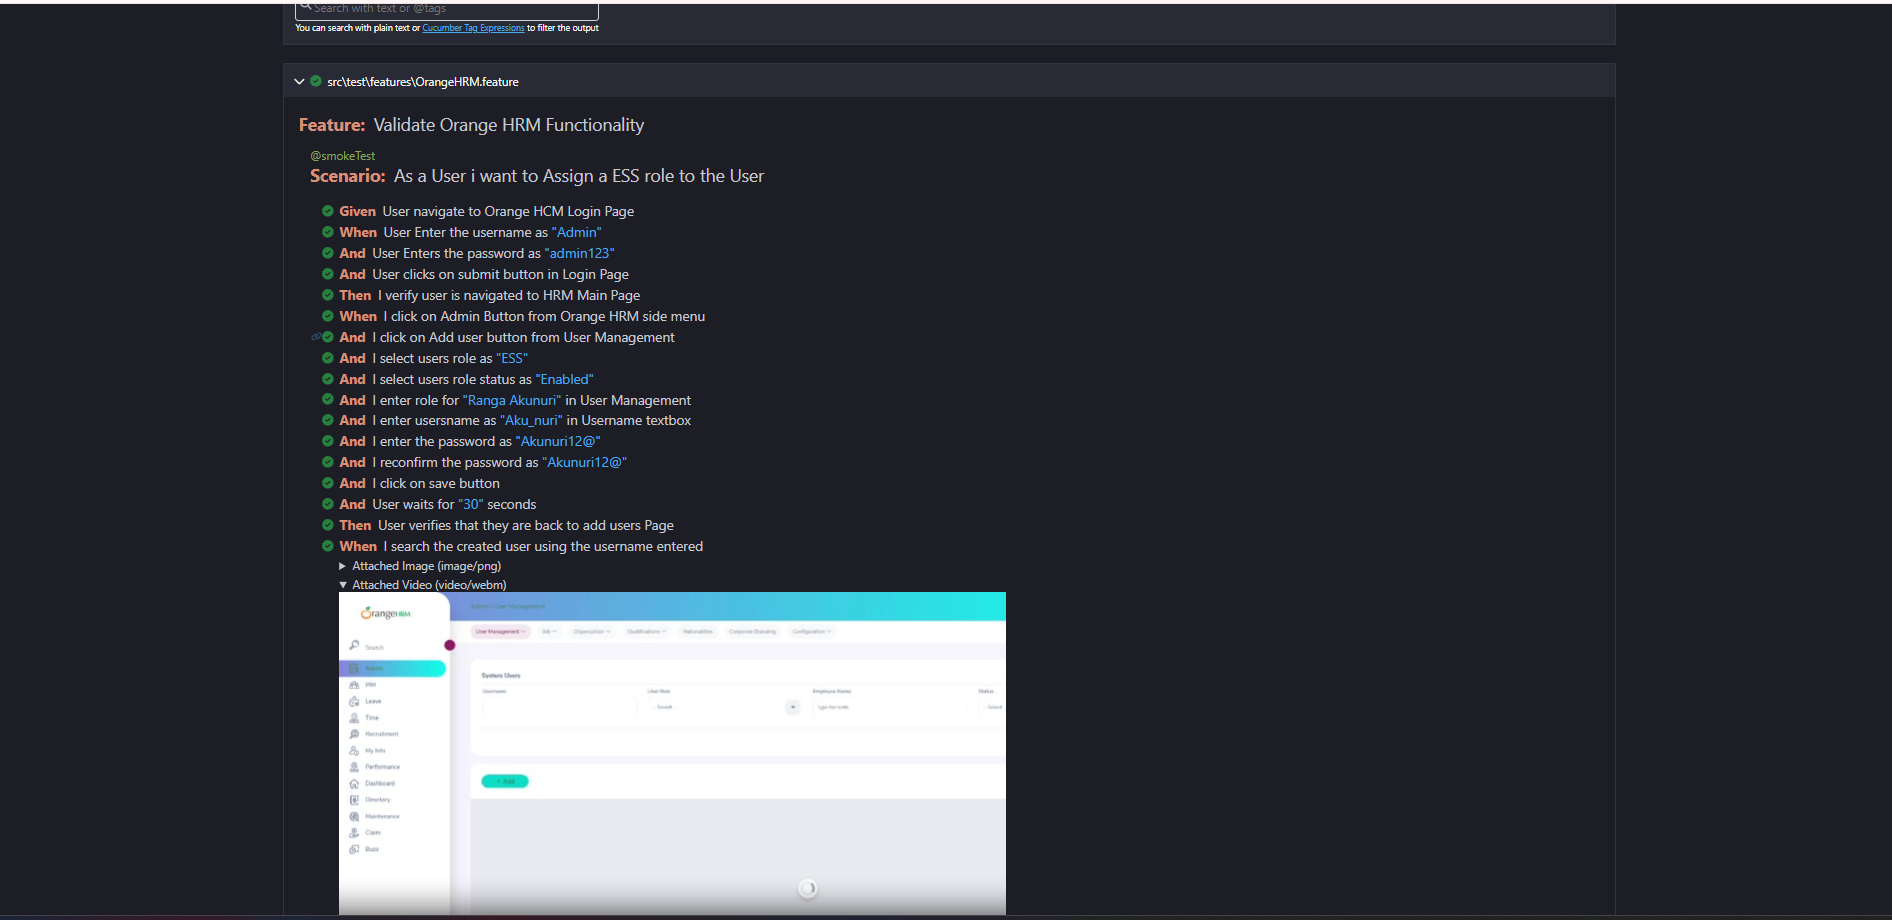 Search with text or @tags
You can search with plain text or Cucumber Tag Expressions to filter the output
src\test\features\OrangeHRM.feature
Feature: Validate Orange HRM Functionality
@smokeTest
Scenario: As a User i want to Assign a ESS role to the User
Given User navigate to Orange HCM Login Page
When User Enter the username as "Admin"
And User Enters the password as "admin123"
And User clicks on submit button in Login Page
Then I verify user is navigated to HRM Main Page
When I click on Admin Button from Orange HRM side menu
And I click on Add user button from User Management
And I select users role as "ESS"
And I select users role status as "Enabled"
And I enter role for "Ranga Akunuri" in User Management
And I enter usersname as "Aku_nuri" in Username textbox
And I enter the password as "Akunuri12@"
And I reconfirm the password as "Akunuri12@"
And I click on save button
And User waits for "30" seconds
Then User verifies that they are back to add users Page
When I search the created user using the username entered
Attached Image (image/png)
Attached Video (video/webm)
OrangeHRM
Admin / User Management
User Management Job Organization Qualifications Nationalities Corporate Branding Configuration
Search
Admin
PIM
Leave
Time
Recruitment
My Info
Performance
Dashboard
Directory
Maintenance
Claim
Buzz
System Users
Username User Role Employee Name Status
-- Select -- Type for hints... -- Select
+ Add